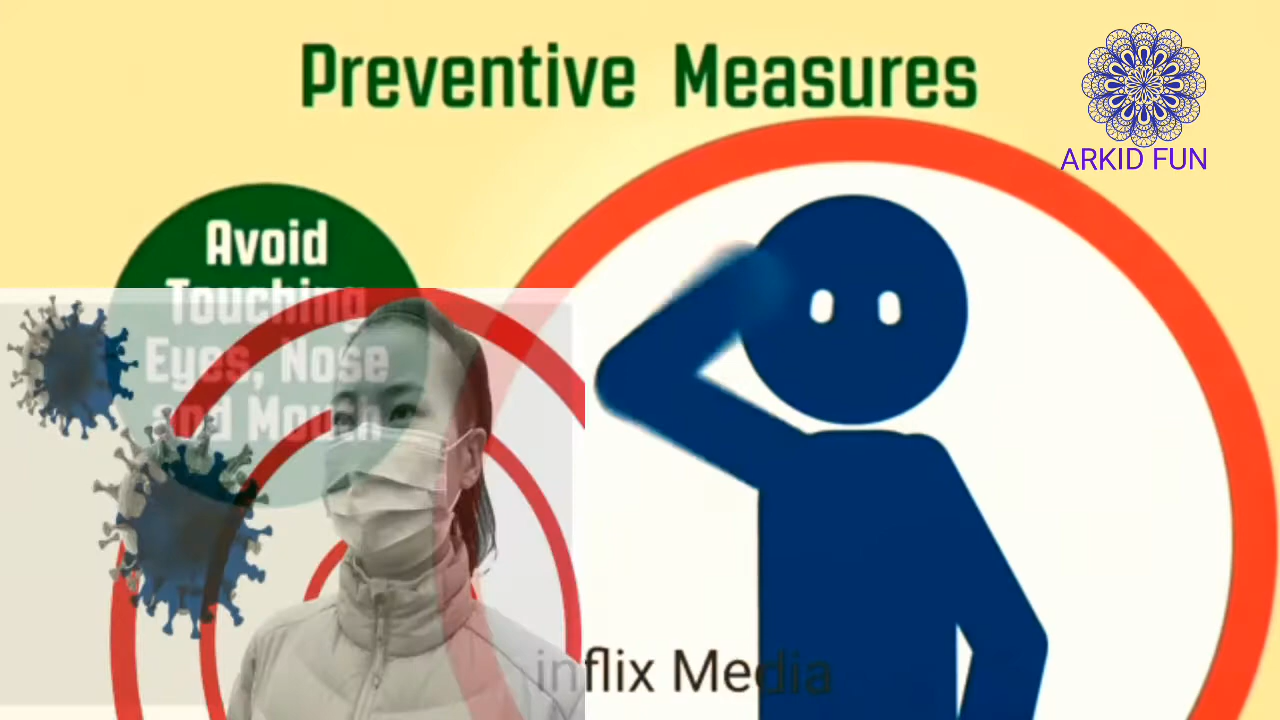 Preventive Measures
ARKID FUN
Avoid
Touching
Eyes, Nose
and Mouth
inflix Media